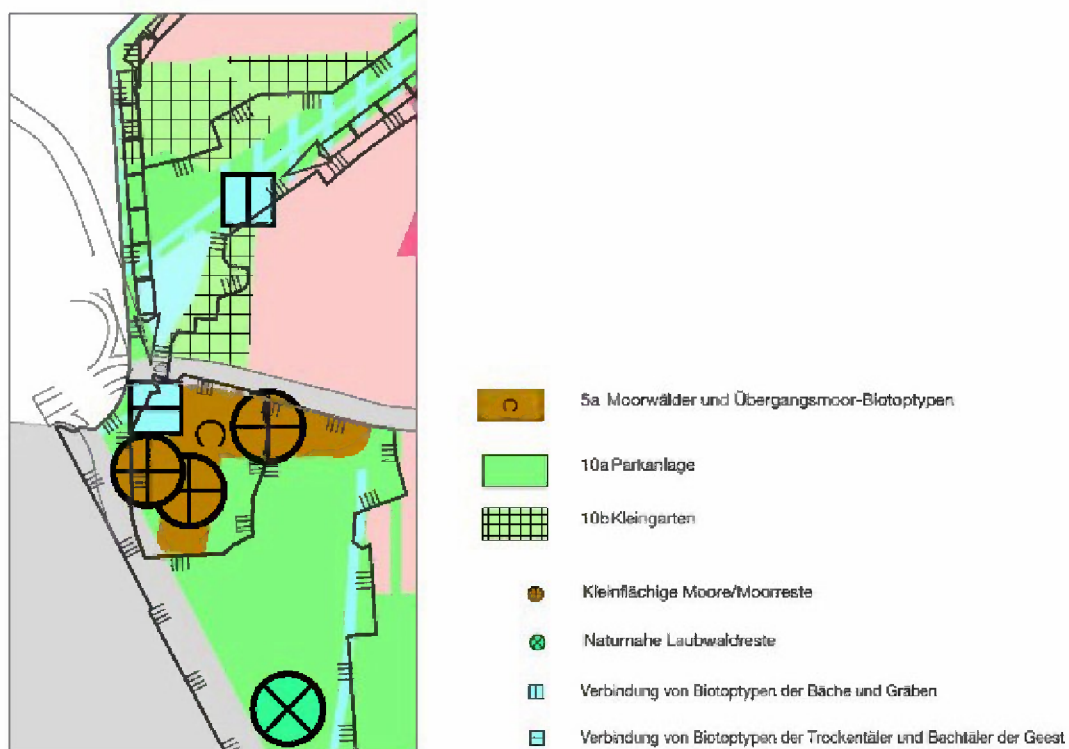 5a Moorwälder und Übergangsmoor-Biotoptypen
10a Parkanlage
10b Kleingarten
Kleinflächige Moore/Moorreste
Naturnahe Laubwaldreste
Verbindung von Biotoptypen der Bäche und Gräben
Verbindung von Biotoptypen der Trockentäler und Bachtäler der Geest